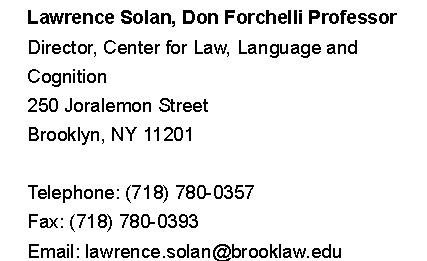 Lawrence Solan, Don Forchelli Professor
Director, Center for Law, Language and
Cognition
250 Joralemon Street
Brooklyn, NY 11201
Telephone: (718) 780-0357
Fax: (718) 780-0393
Email: lawrence.solan@brooklaw.edu